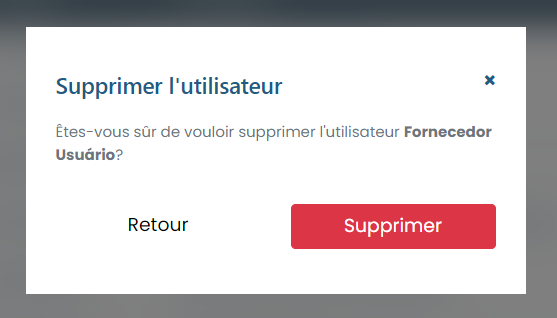 Supprimer l'utilisateur
Êtes-vous sûr de vouloir supprimer l'utilisateur Fornecedor
Usuário?
Retour
Supprimer